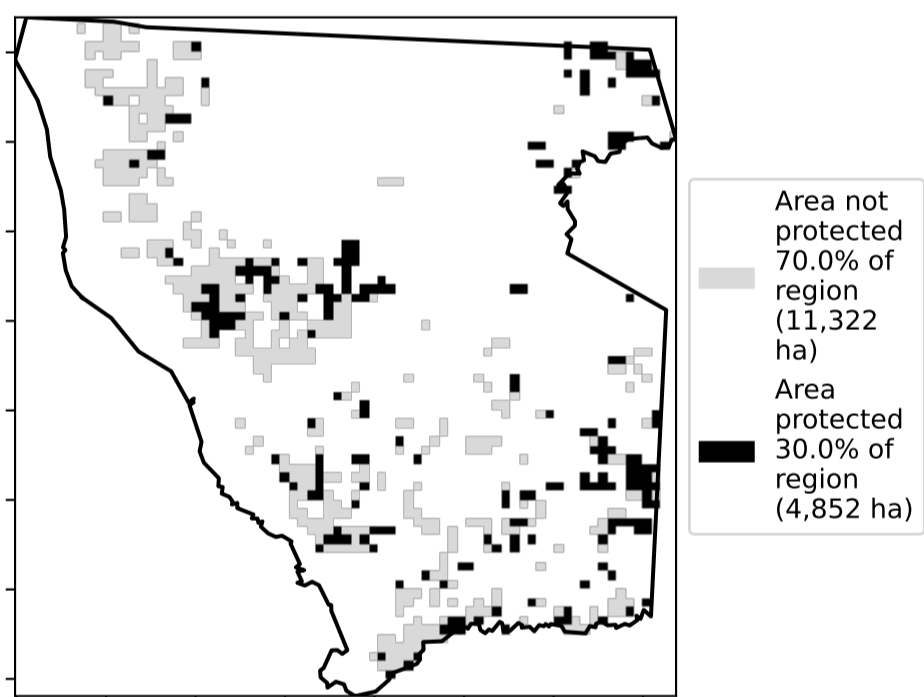 Area not
protected
70.0% of
region
(11,322
ha)
Area
protected
30.0% of
region
(4,852 ha)